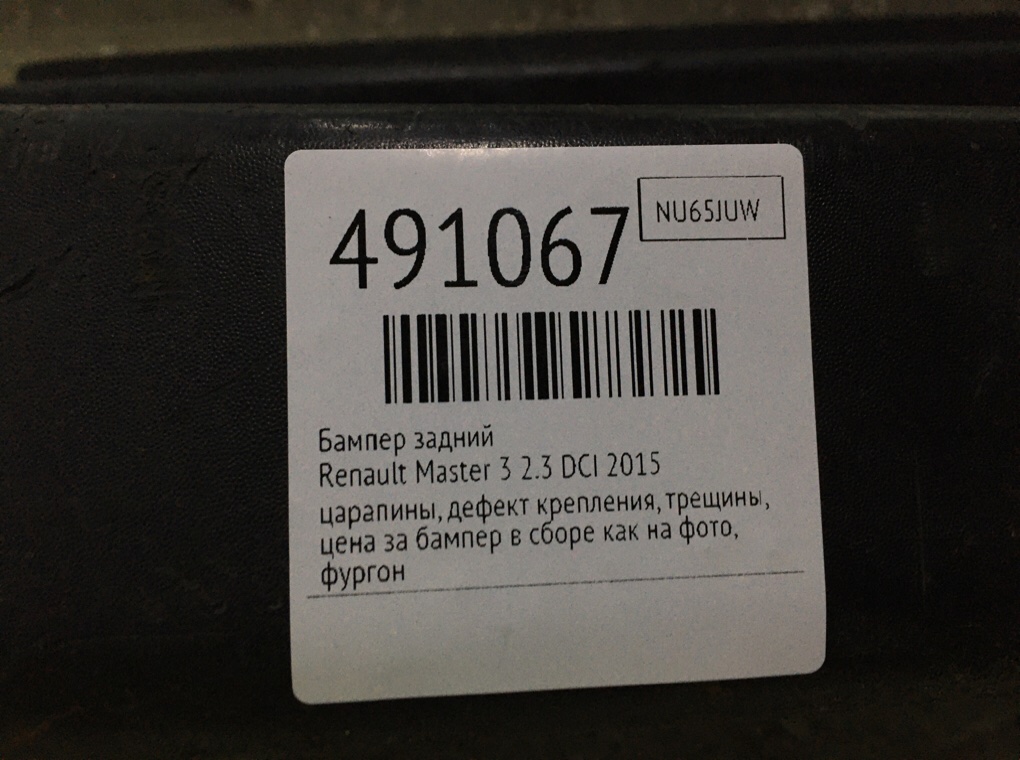 491067
NU65JUW
Бампер задний
Renault Master 3 2.3 DCI 2015
царапины, дефект крепления, трещины,
цена за бампер в сборе как на фото,
фургон